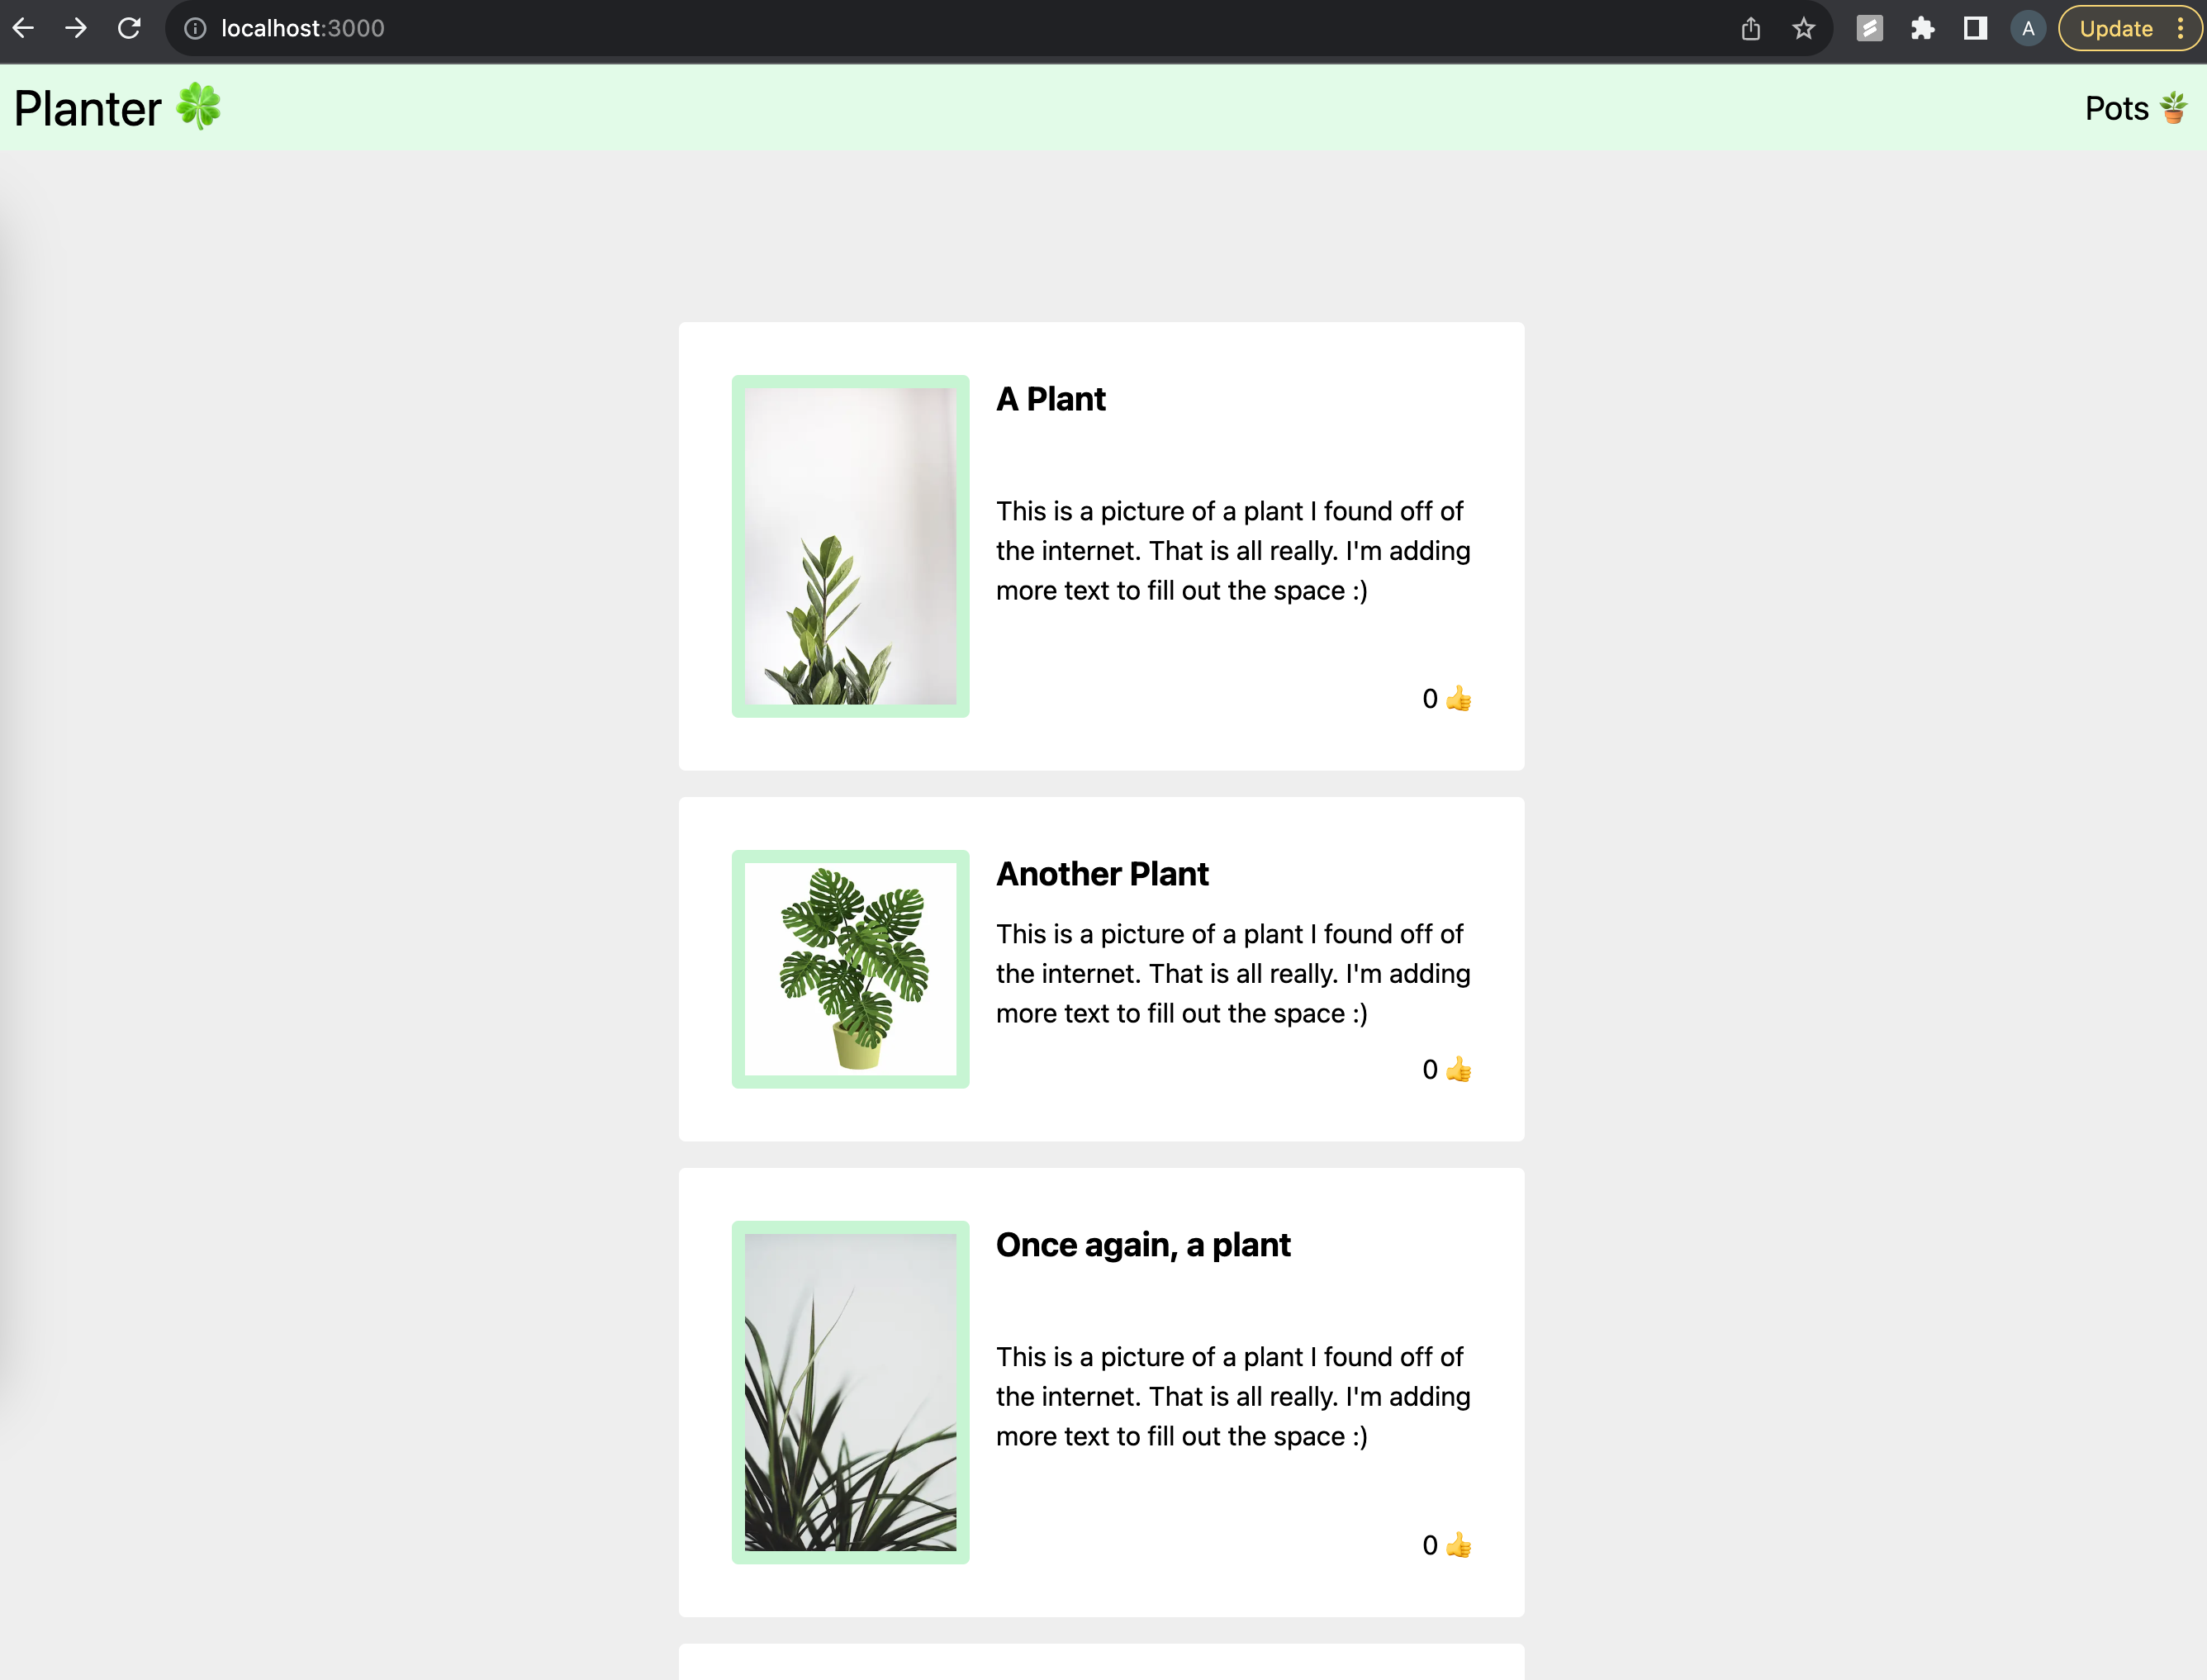 localhost:3000
A
Update
Planter 🍀
Pots 🪴
A Plant
This is a picture of a plant I found off of
the internet. That is all really. I'm adding
more text to fill out the space :)
0 👍
Another Plant
This is a picture of a plant I found off of
the internet. That is all really. I'm adding
more text to fill out the space :)
0 👍
Once again, a plant
This is a picture of a plant I found off of
the internet. That is all really. I'm adding
more text to fill out the space :)
0 👍